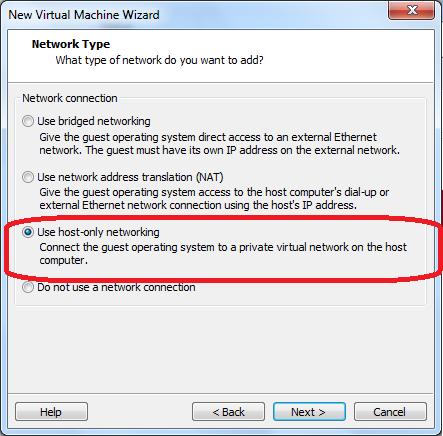 New Virtual Machine Wizard
Network Type
What type of network do you want to add?
Network connection
Use bridged networking
Give the guest operating system direct access to an external Ethernet
network. The guest must have its own IP address on the external network.
Use network address translation (NAT)
Give the guest operating system access to the host computer's dial-up or
external Ethernet network connection using the host's IP address.
Use host-only networking
Connect the guest operating system to a private virtual network on the host
computer.
Do not use a network connection
Help
< Back
Next >
Cancel